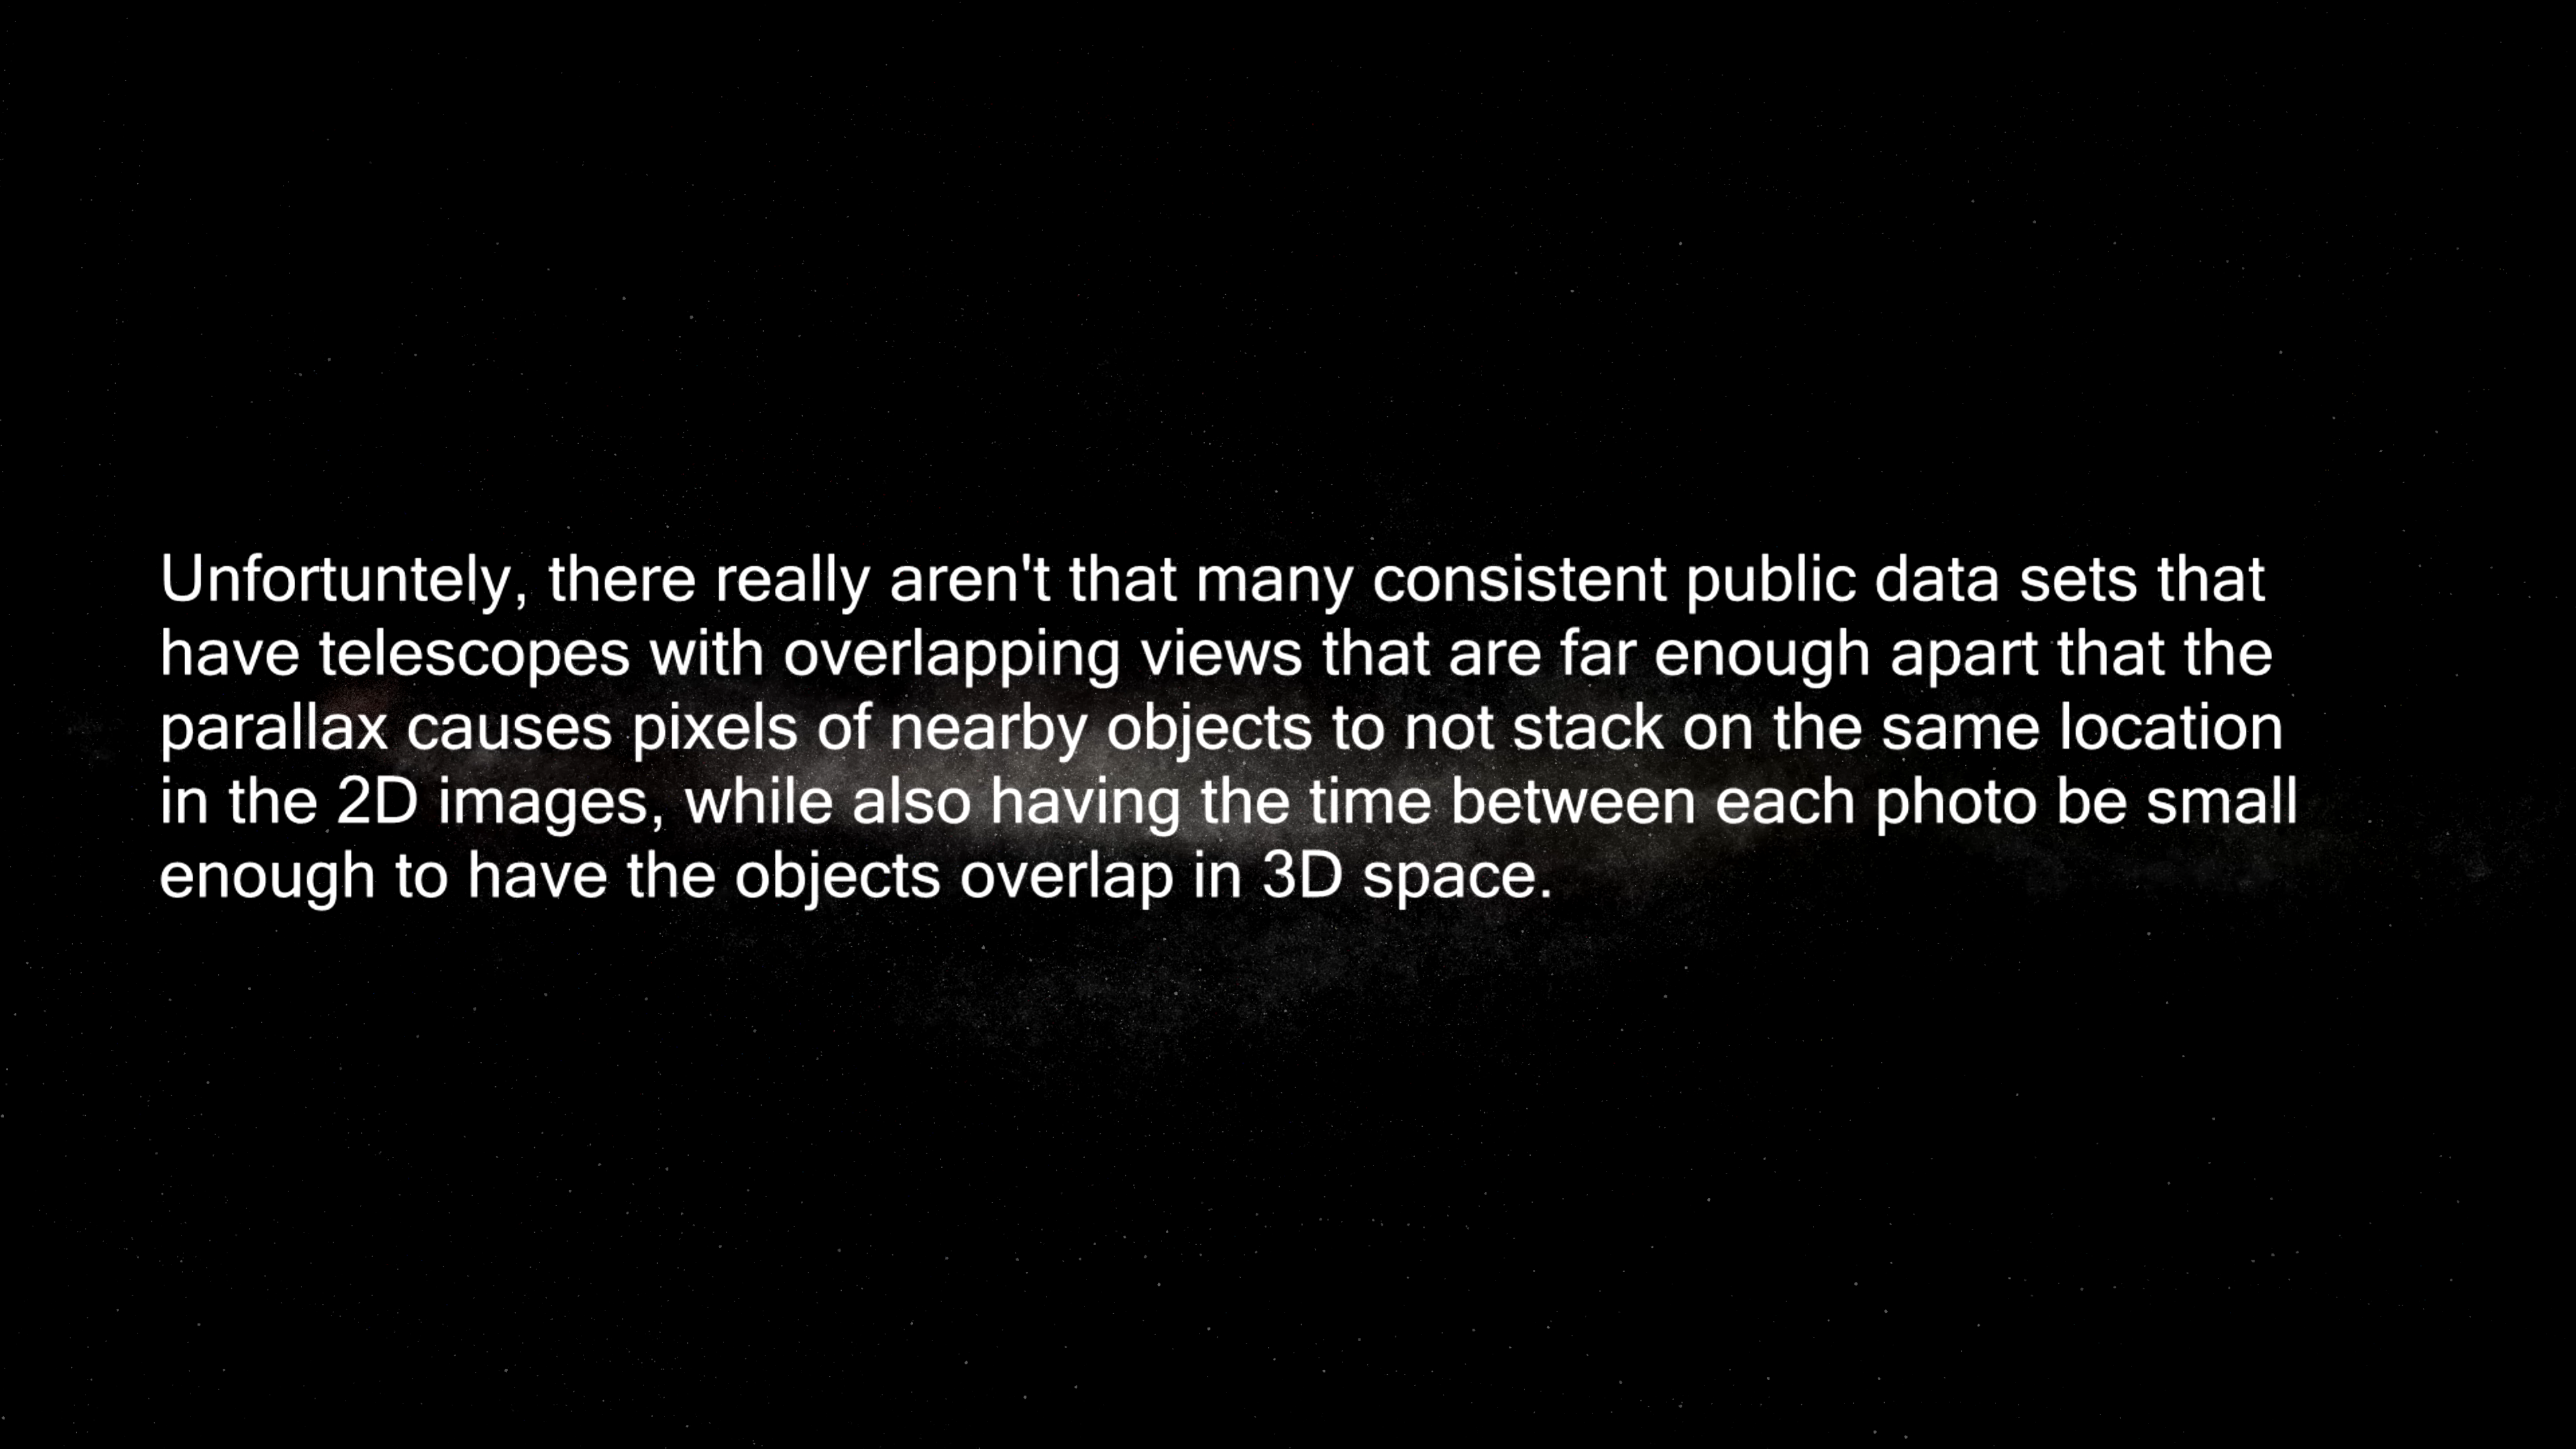 Unfortuntely, there really aren't that many consistent public data sets that
have telescopes with overlapping views that are far enough apart that the
parallax causes pixels of nearby objects to not stack on the same location
in the 2D images, while also having the time between each photo be small
enough to have the objects overlap in 3D space.